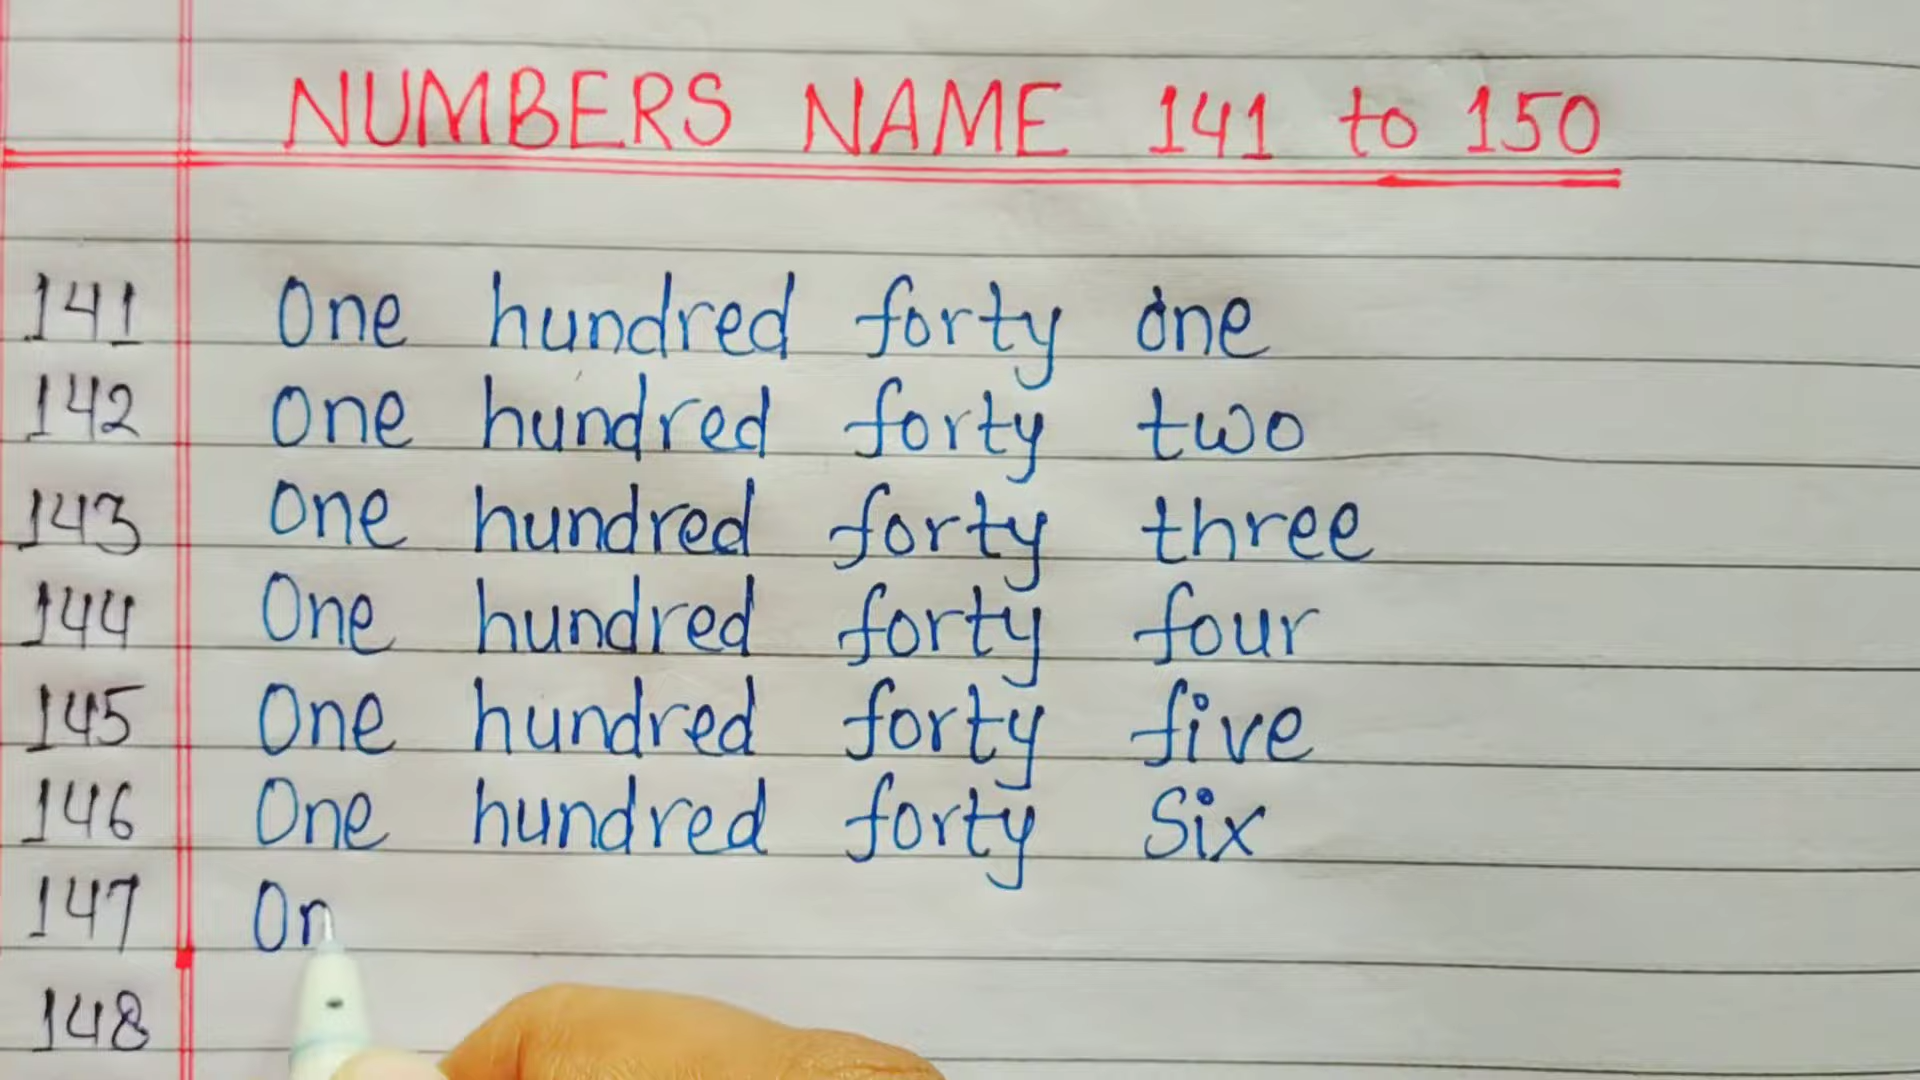 NUMBERS NAME 141 to 150
141 One hundred forty one
142 One hundred forty two
143 One hundred forty three
144 One hundred forty four
145 One hundred forty five
146 One hundred forty Six
147 On
148